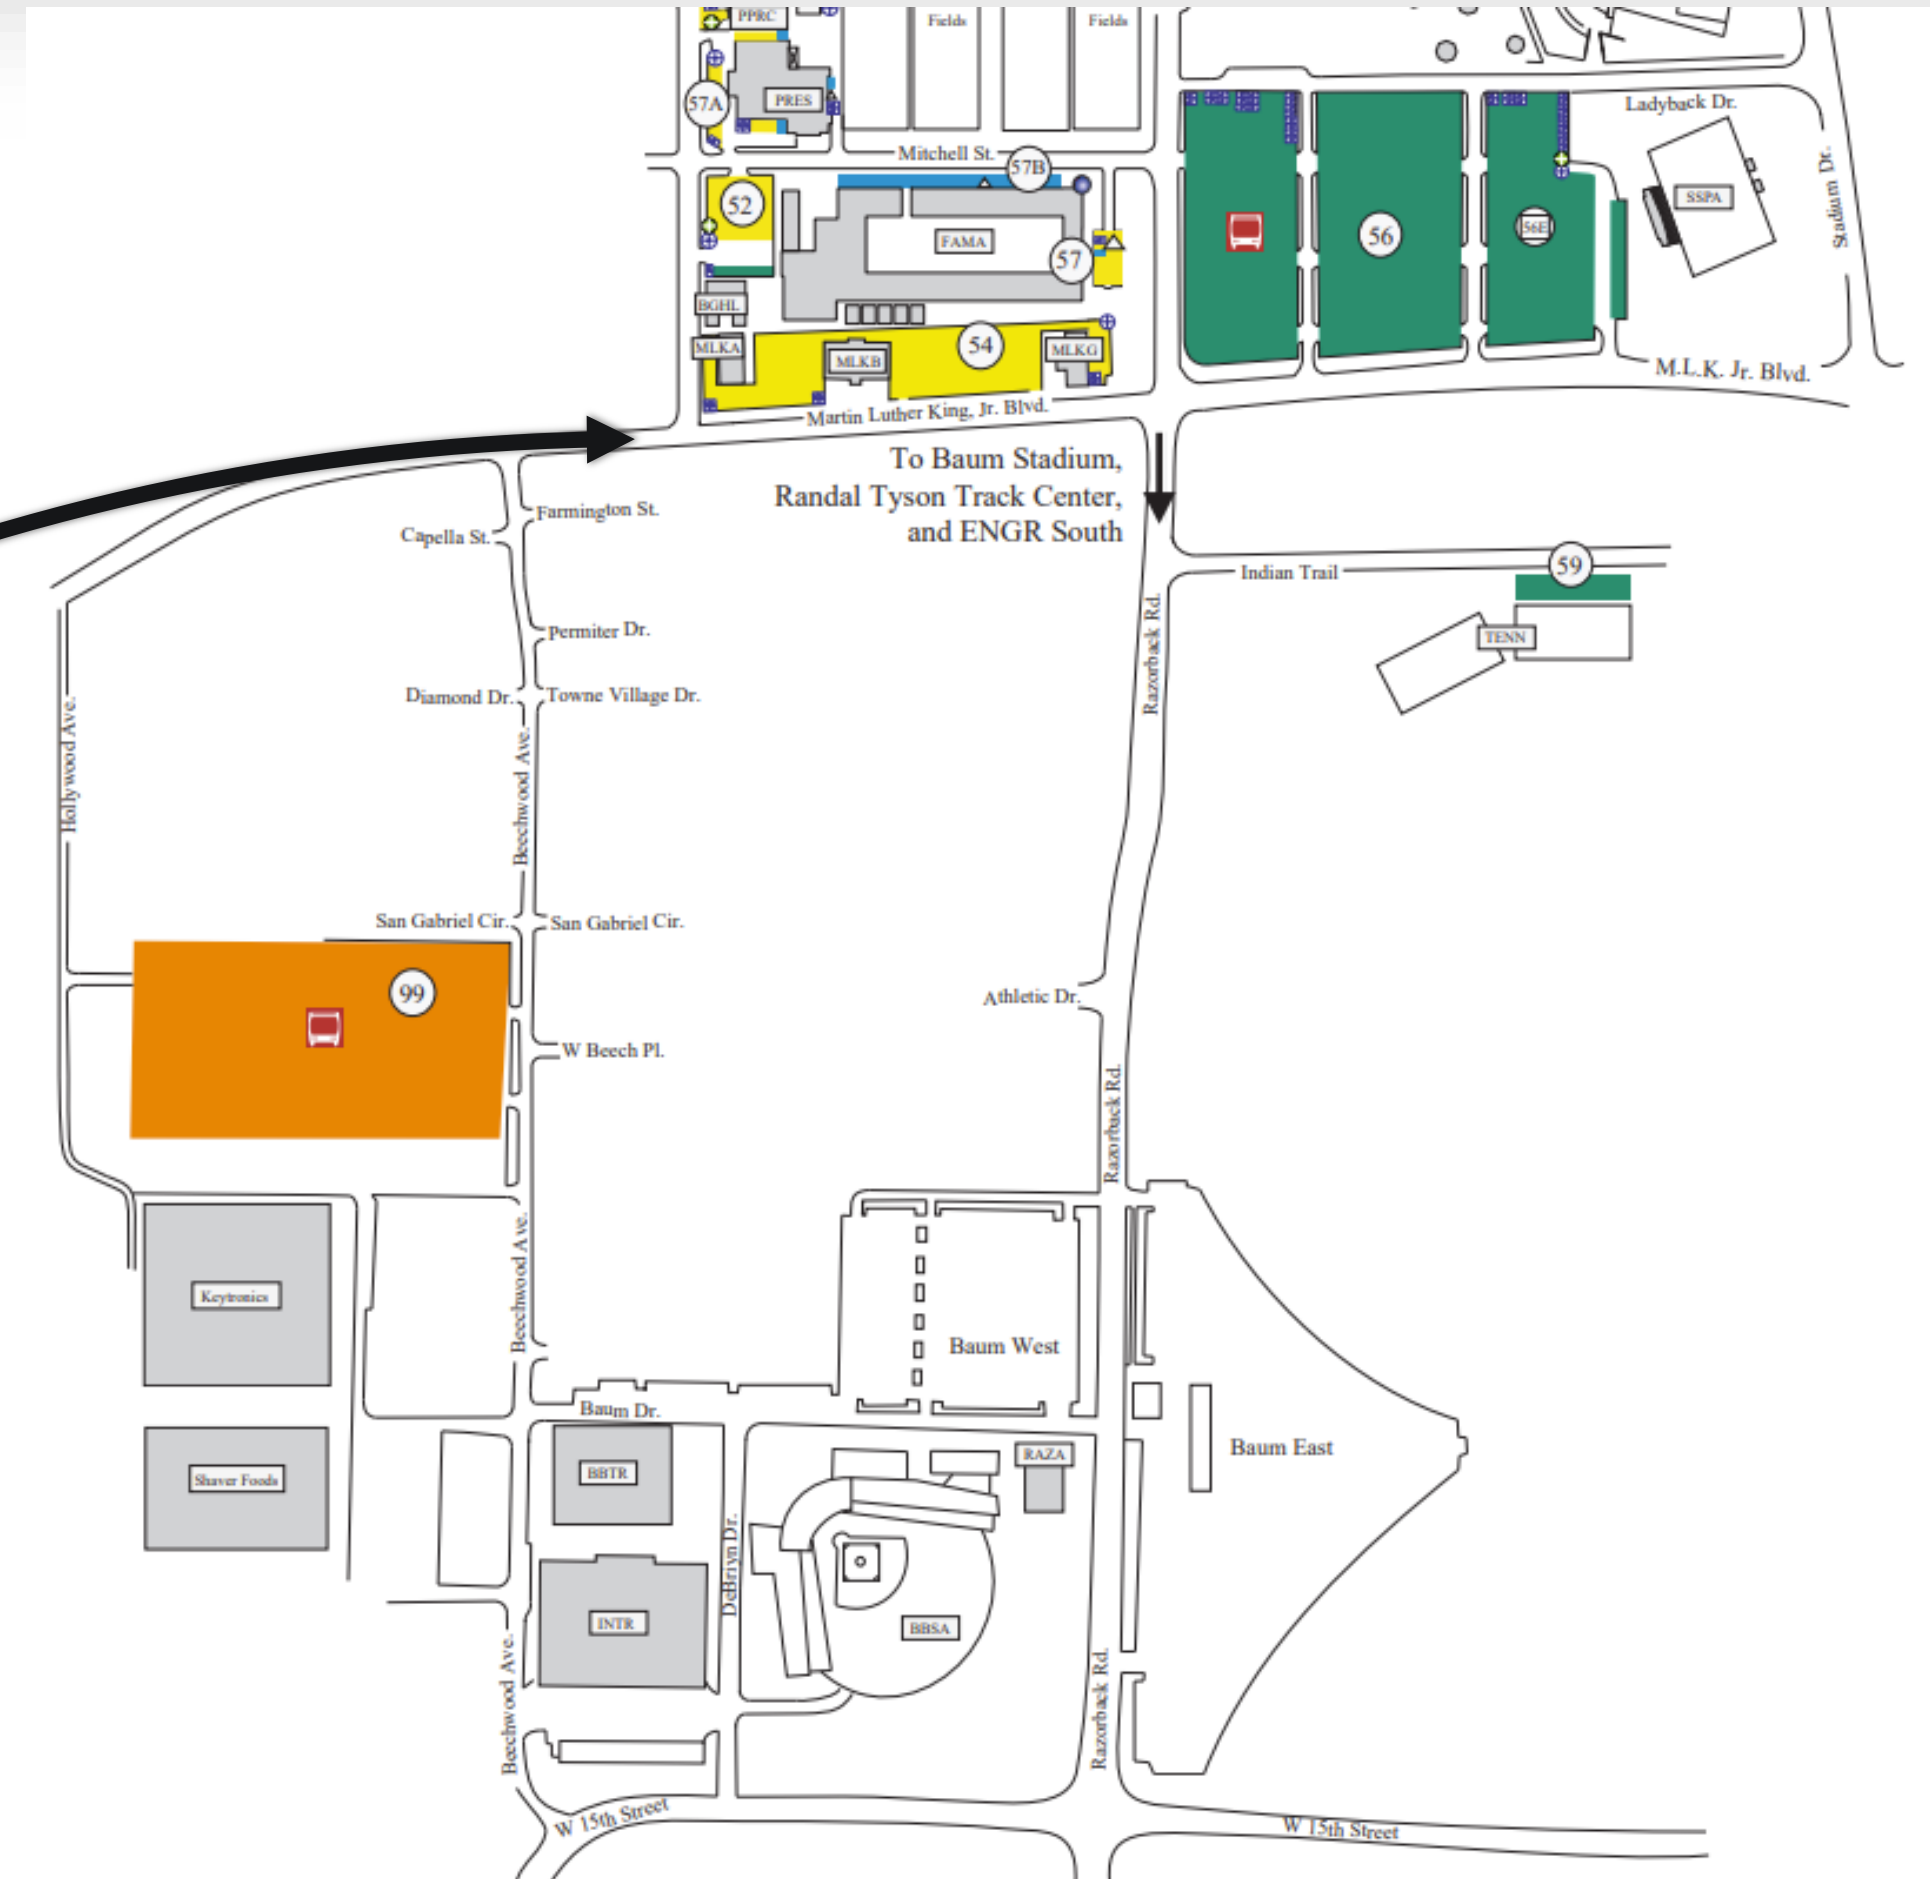 PPRC
Fields
Fields
57A
PRES
Ladyback Dr.
Mitchell St.
57B
52
Stadium Dr.
SSPA
FAMA
57
56
56E
BGHL
MLKA
MLKB
54
MLKG
M.L.K. Jr. Blvd.
Martin Luther King, Jr. Blvd.
To Baum Stadium,
Randal Tyson Track Center,
and ENGR South
Farmington St.
Capella St.
Indian Trail
59
TENN
Permiter Dr.
Razorback Rd.
Diamond Dr.
Towne Village Dr.
Hollywood Ave.
Beechwood Ave.
San Gabriel Cir.
San Gabriel Cir.
99
Athletic Dr.
W Beech Pl.
Razorback Rd.
Keytronics
Beechwood Ave.
Baum West
Baum Dr.
Baum East
RAZA
BBTR
Shaver Foods
DeBriyn Dr.
INTR
BBSA
Beechwood Ave.
Razorback Rd.
W 15th Street
W 15th Street